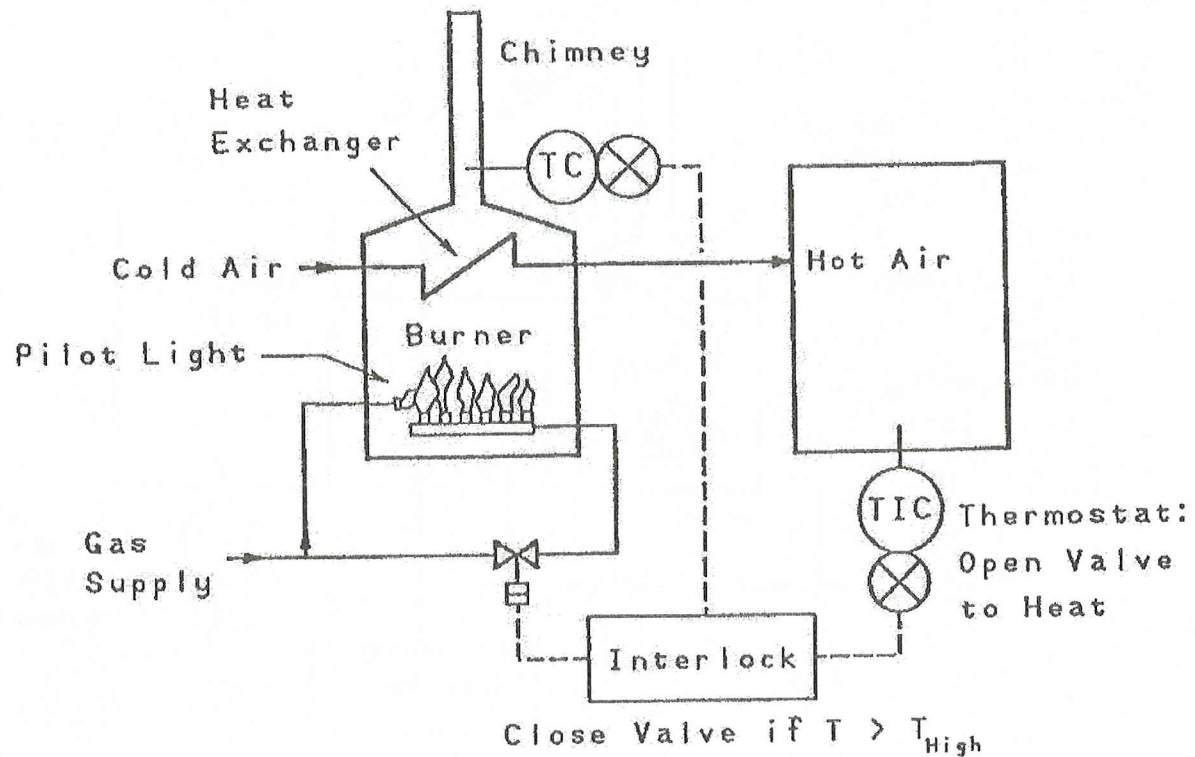 Chimney
Heat
Exchanger
TC
Cold Air
Hot Air
Burner
Pilot Light
TIC
Thermostat:
Open Valve
to Heat
Gas
Supply
Interlock
Close Valve if T > THigh